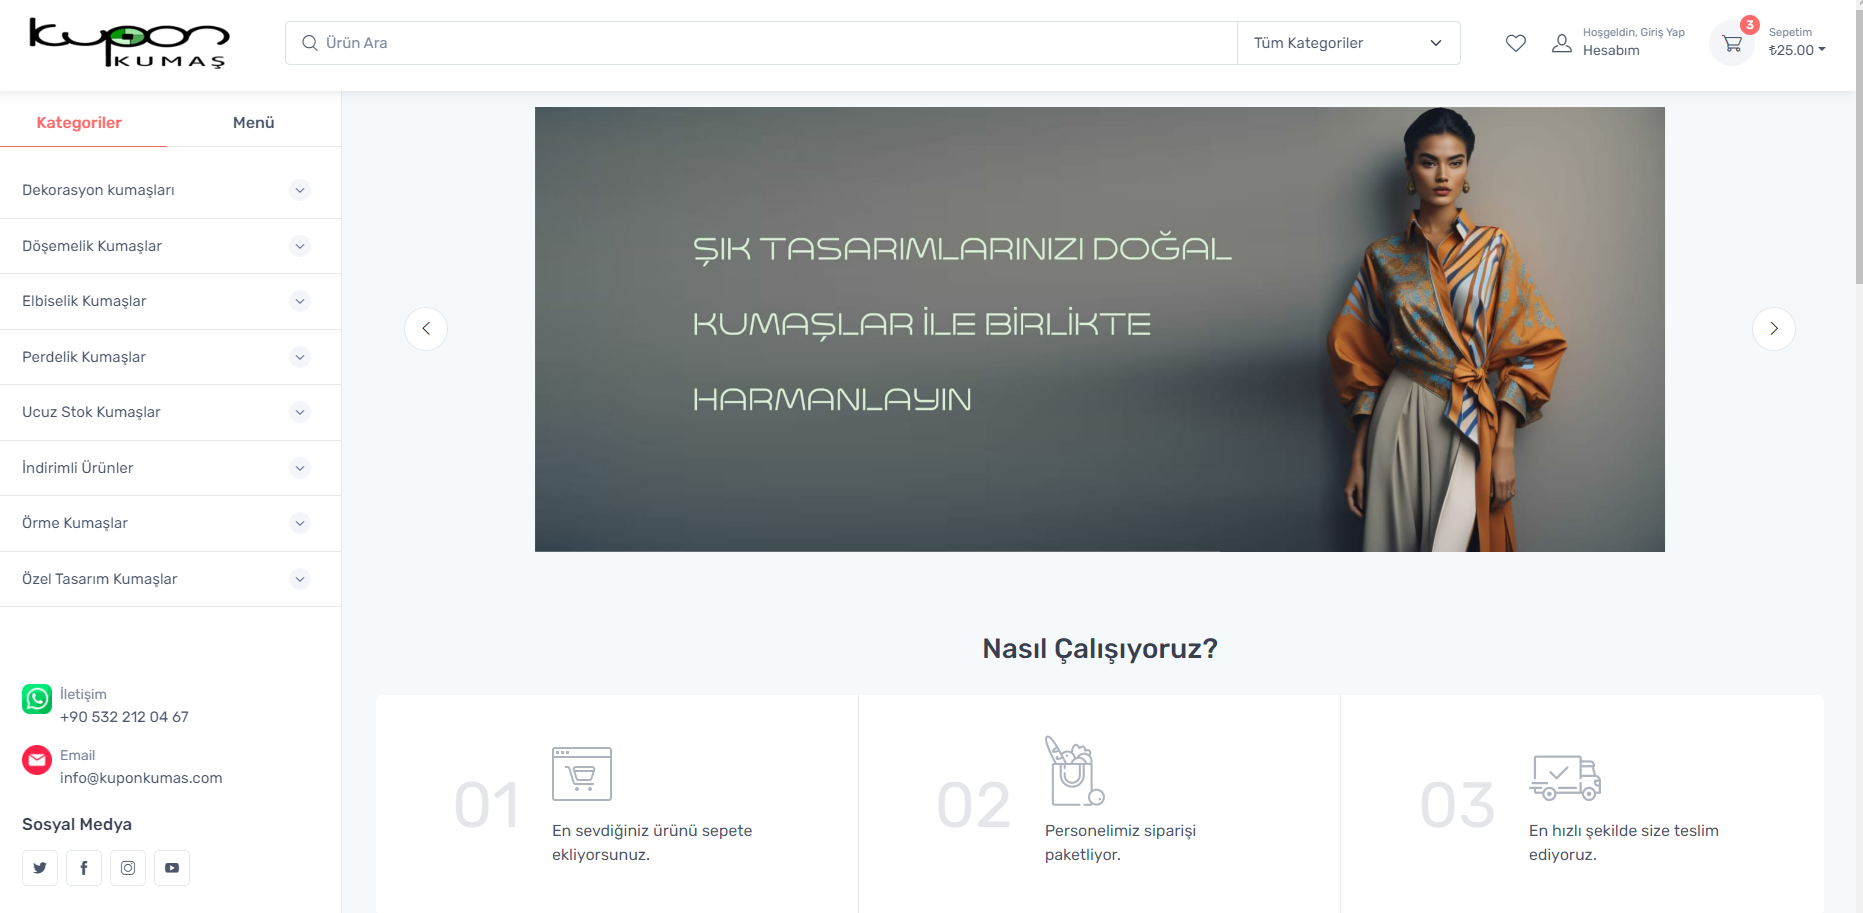 kupon
KUMAŞ
Ürün Ara
Tüm Kategoriler
Hoşgeldin, Giriş Yap
Hesabım
3
Sepetim
₺25.00
Kategoriler
Menü
Dekorasyon kumaşları
Döşemelik Kumaşlar
Elbiselik Kumaşlar
Perdelik Kumaşlar
Ucuz Stok Kumaşlar
İndirimli Ürünler
Örme Kumaşlar
Özel Tasarım Kumaşlar
İletişim
+90 532 212 04 67
Email
info@kuponkumas.com
Sosyal Medya
ŞIK TASARIMLARINIZI DOĞAL
KUMAŞLAR İLE BİRLİKTE
HARMANLAYIN
Nasıl Çalışıyoruz?
01
En sevdiğiniz ürünü sepete
ekliyorsunuz.
02
Personelimiz siparişi
paketliyor.
03
En hızlı şekilde size teslim
ediyoruz.